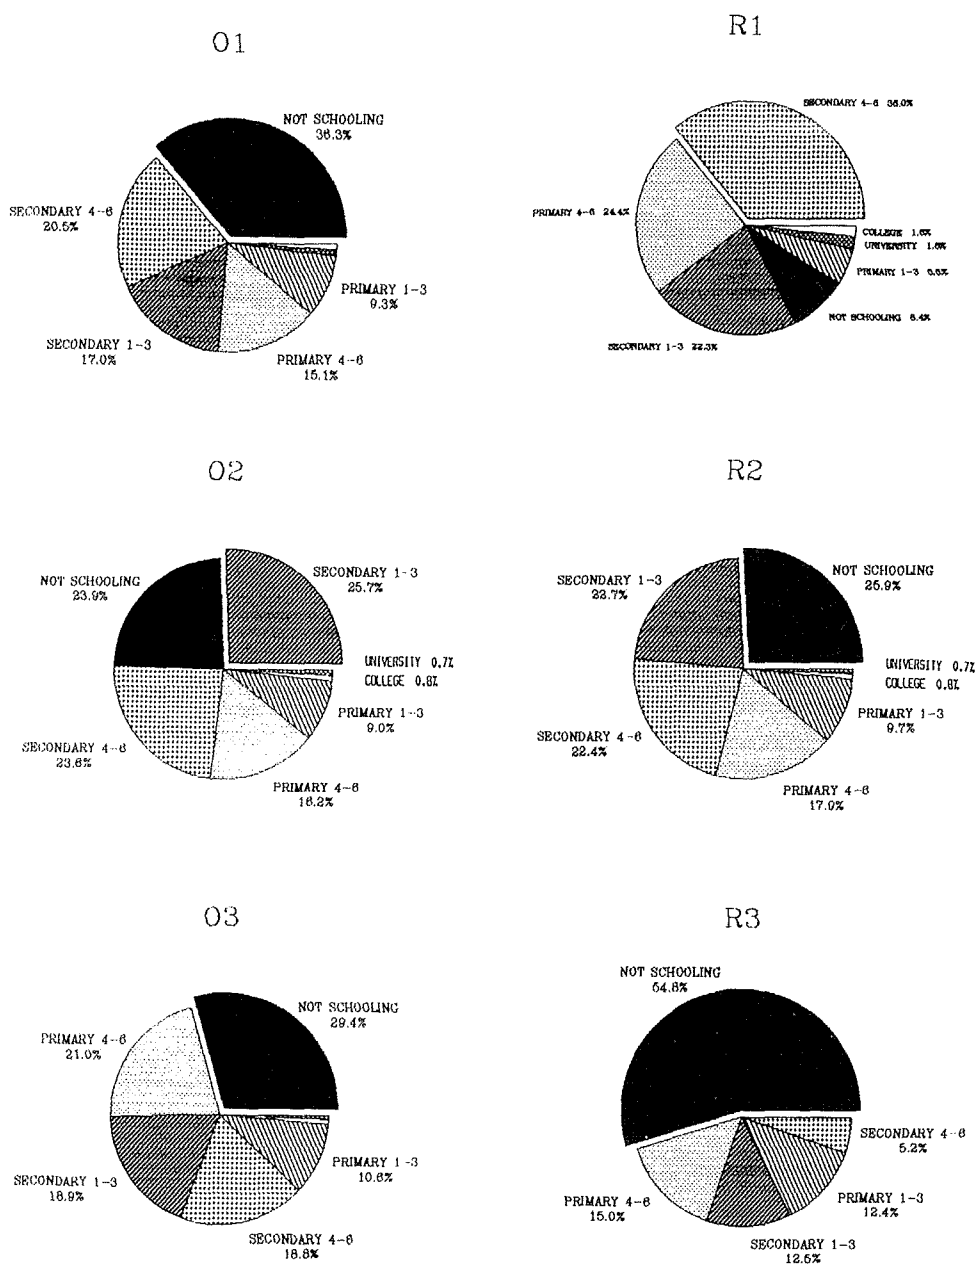 O1
NOT SCHOOLING
36.3%
SECONDARY 4-6
20.5%
SECONDARY 1-3
17.0%
PRIMARY 4-6
15.1%
PRIMARY 1-3
9.3%
R1
SECONDARY 4-6 36.0%
PRIMARY 4-6 24.4%
SECONDARY 1-3 22.3%
COLLEGE 1.6%
UNIVERSITY 1.6%
PRIMARY 1-3
NOT SCHOOLING 8.4%
O2
NOT SCHOOLING
23.9%
SECONDARY 1-3
25.7%
UNIVERSITY 0.7%
COLLEGE 0.8%
PRIMARY 1-3
9.0%
SECONDARY 4-6
23.6%
PRIMARY 4-6
16.2%
R2
SECONDARY 1-3
22.7%
NOT SCHOOLING
25.9%
UNIVERSITY 0.7%
COLLEGE 0.8%
PRIMARY 1-3
9.7%
SECONDARY 4-6
22.4%
PRIMARY 4-6
17.9%
O3
NOT SCHOOLING
29.4%
PRIMARY 4-6
21.0%
SECONDARY 1-3
18.9%
PRIMARY 1-3
10.6%
SECONDARY 4-6
18.8%
R3
NOT SCHOOLING
54.8%
SECONDARY 4-6
5.2%
PRIMARY 1-3
12.4%
PRIMARY 4-6
15.0%
SECONDARY 1-3
12.5%